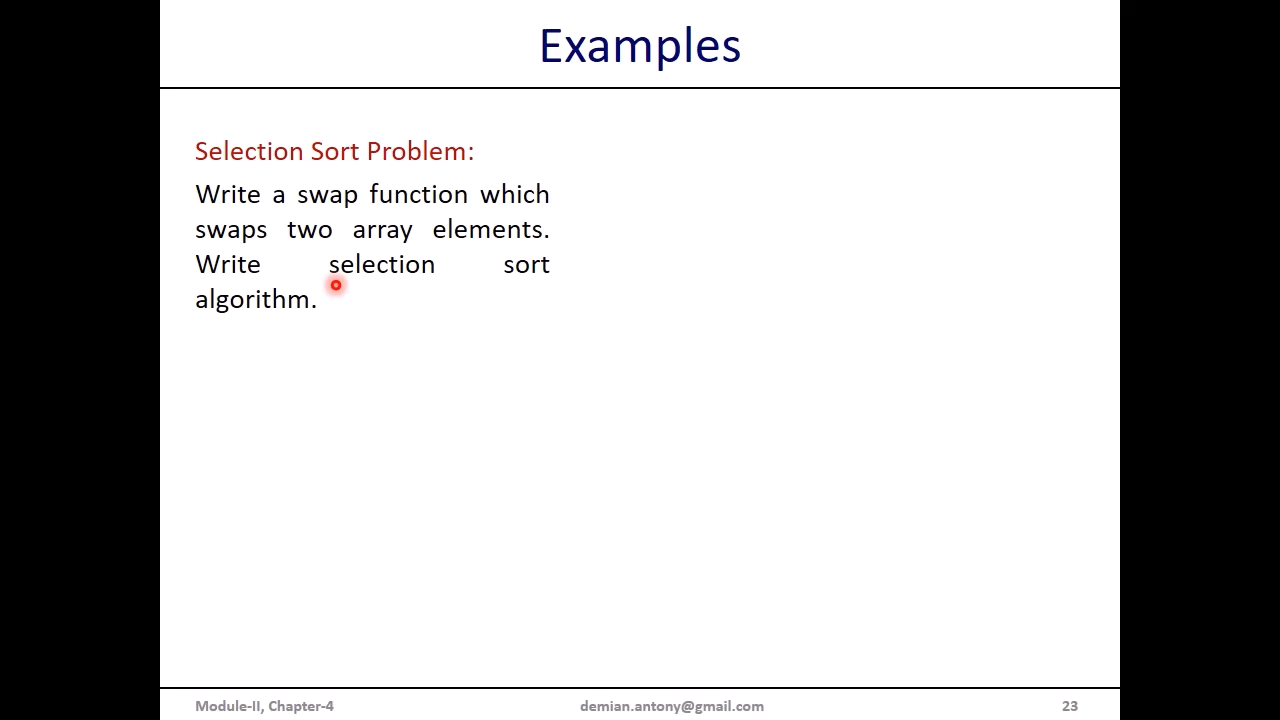 Examples
Selection Sort Problem:
Write a swap function which
swaps two array elements.
Write selection sort
algorithm.
Module-II, Chapter-4
demian.antony@gmail.com
23